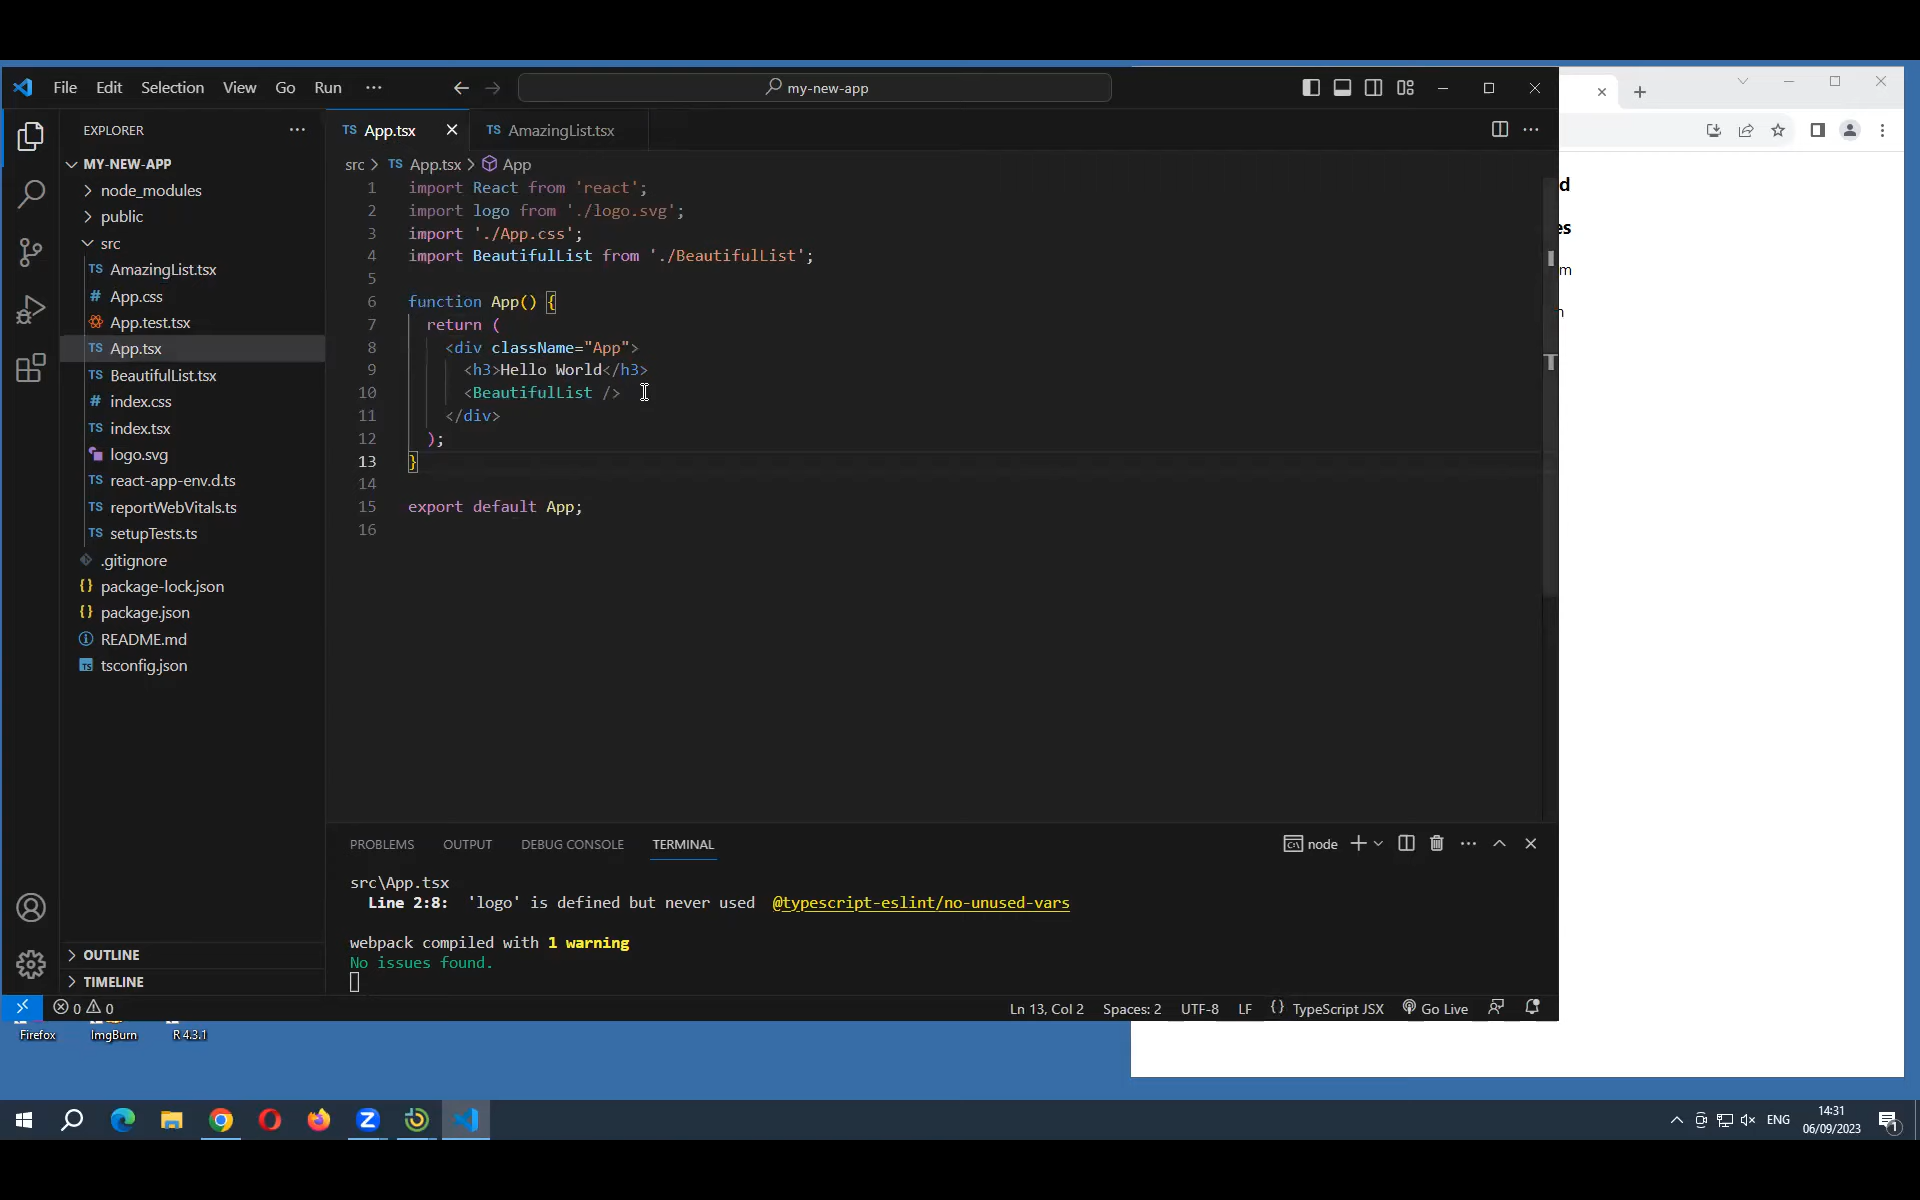 File Edit Selection View Go Run ···
my-new-app
EXPLORER
TS App.tsx
TS AmazingList.tsx
src > TS App.tsx > App
MY-NEW-APP
node_modules
public
src
TS AmazingList.tsx
# App.css
App.test.tsx
TS App.tsx
TS BeautifulList.tsx
# index.css
TS index.tsx
logo.svg
TS react-app-env.d.ts
TS reportWebVitals.ts
TS setupTests.ts
.gitignore
{} package-lock.json
{} package.json
README.md
TS tsconfig.json
OUTLINE
TIMELINE
1 import React from 'react';
2 import logo from './logo.svg';
3 import './App.css';
4 import BeautifulList from './BeautifulList';
5
6 function App() {
7 return (
8 <div className="App">
9 <h3>Hello World</h3>
10 <BeautifulList />
11 </div>
12 );
13 }
14
15 export default App;
16
d
es
m
PROBLEMS OUTPUT DEBUG CONSOLE TERMINAL
node
src\App.tsx
Line 2:8: 'logo' is defined but never used @typescript-eslint/no-unused-vars
webpack compiled with 1 warning
No issues found.
0 0
Ln 13, Col 2 Spaces: 2 UTF-8 LF {} TypeScript JSX Go Live
Firefox ImgBurn R 4.3.1
ENG
14:31
06/09/2023
1